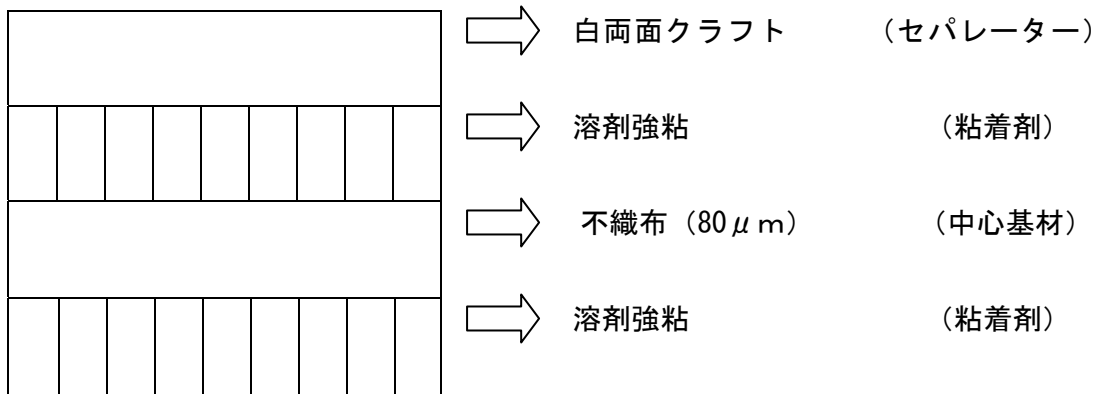 白両面クラフト （セパレーター）
溶剤強粘 （粘着剤）
不織布（80μｍ） （中心基材）
溶剤強粘 （粘着剤）